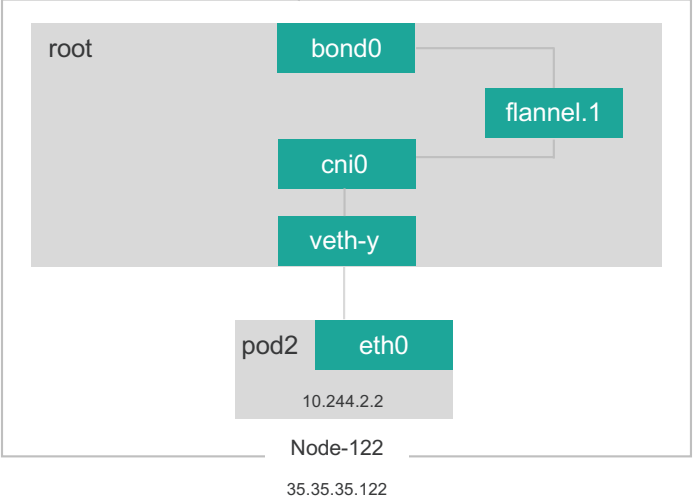 root
bond0
flannel.1
cni0
veth-y
pod2
eth0
10.244.2.2
Node-122
35.35.35.122